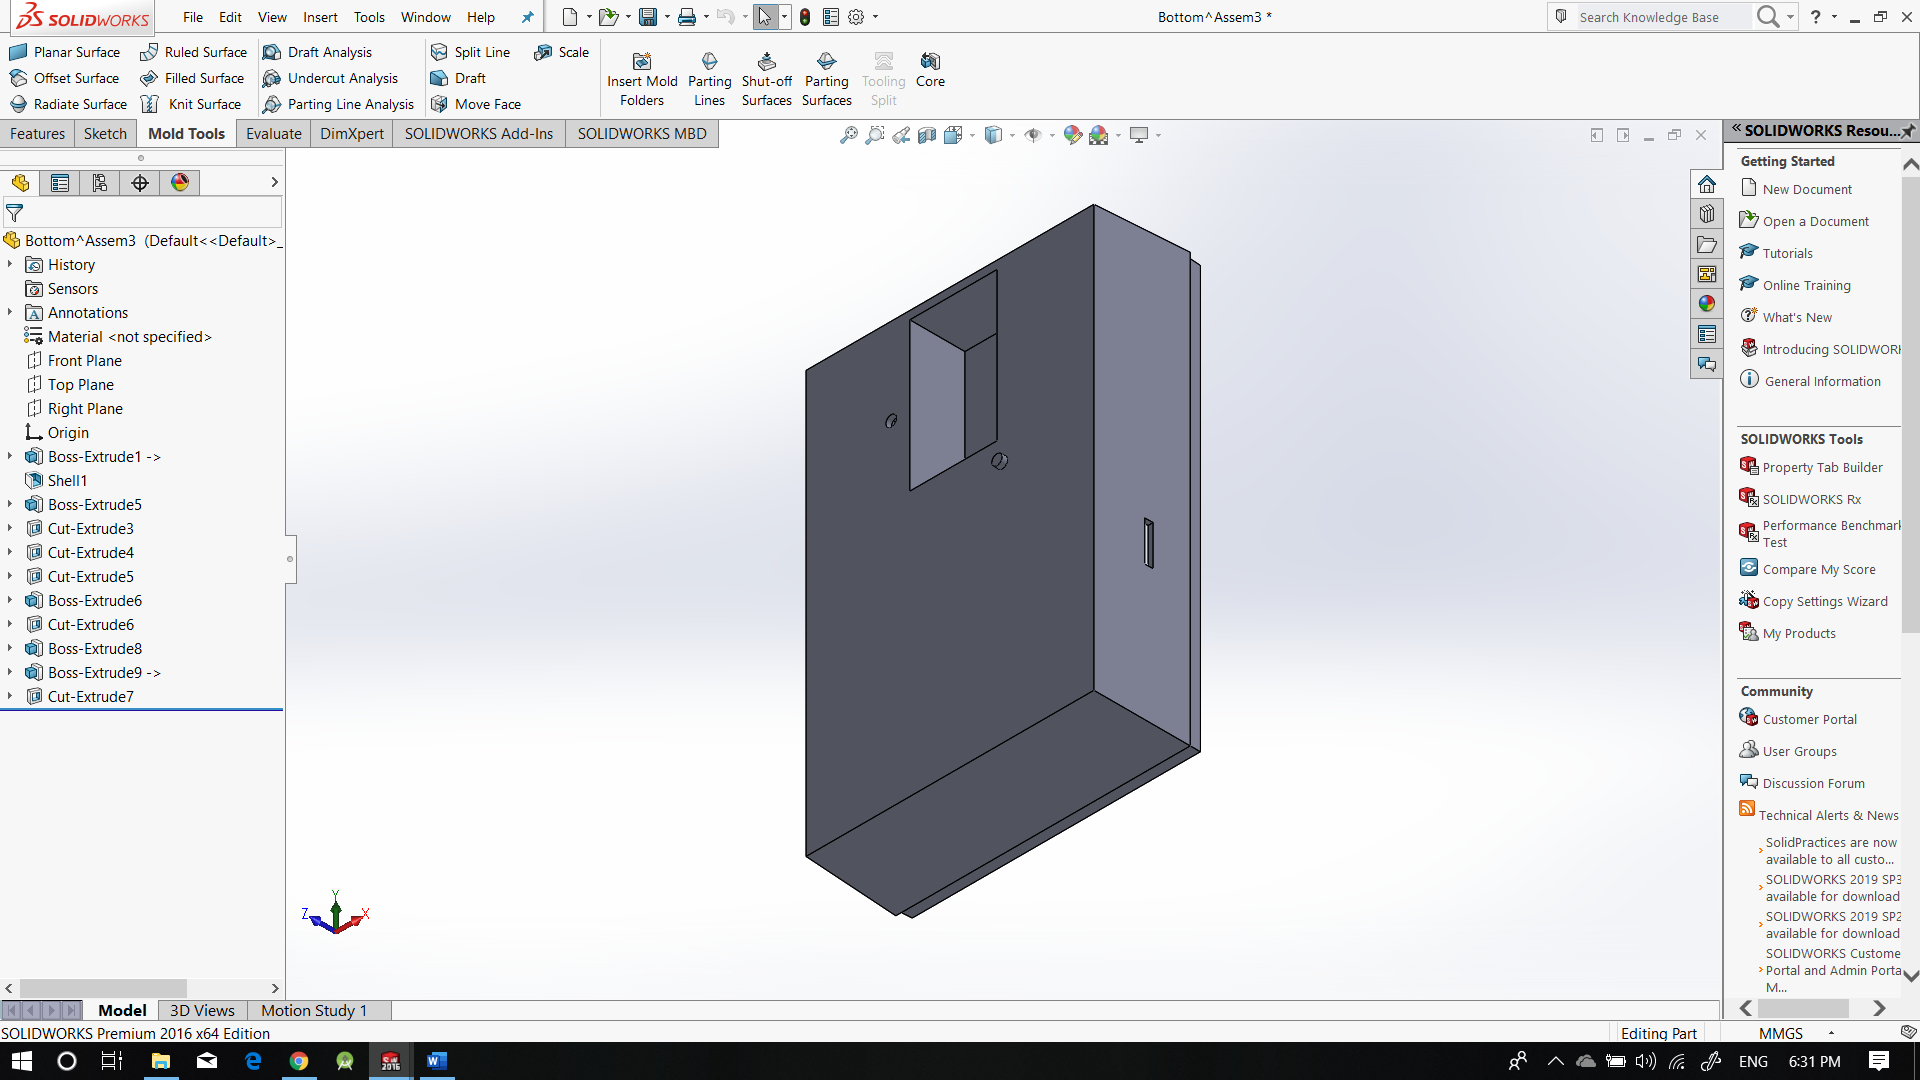 SOLIDWORKS File Edit View Insert Tools Window Help Bottom^Assem3 * Search Knowledge Base ?
Planar Surface Ruled Surface Draft Analysis Split Line Scale
Offset Surface Filled Surface Undercut Analysis Draft
Radiate Surface Knit Surface Parting Line Analysis Move Face
Insert Mold Folders
Parting Lines
Shut-off Surfaces
Parting Surfaces
Tooling Split
Core
Features Sketch Mold Tools Evaluate DimXpert SOLIDWORKS Add-Ins SOLIDWORKS MBD
Bottom^Assem3 (Default<<Default>_
History
Sensors
Annotations
Material <not specified>
Front Plane
Top Plane
Right Plane
Origin
Boss-Extrude1 ->
Shell1
Boss-Extrude5
Cut-Extrude3
Cut-Extrude4
Cut-Extrude5
Boss-Extrude6
Cut-Extrude6
Boss-Extrude8
Boss-Extrude9 ->
Cut-Extrude7
Y
Z X
SOLIDWORKS Resou...
Getting Started
New Document
Open a Document
Tutorials
Online Training
What's New
Introducing SOLIDWOR
General Information
SOLIDWORKS Tools
Property Tab Builder
SOLIDWORKS Rx
Performance Benchmark
Test
Compare My Score
Copy Settings Wizard
My Products
Community
Customer Portal
User Groups
Discussion Forum
Technical Alerts & News
SolidPractices are now
available to all custo...
SOLIDWORKS 2019 SP3
available for download
SOLIDWORKS 2019 SP2
available for download
SOLIDWORKS Custome
Portal and Admin Porta
M...
Model 3D Views Motion Study 1
SOLIDWORKS Premium 2016 x64 Edition Editing Part MMGS
ENG 6:31 PM